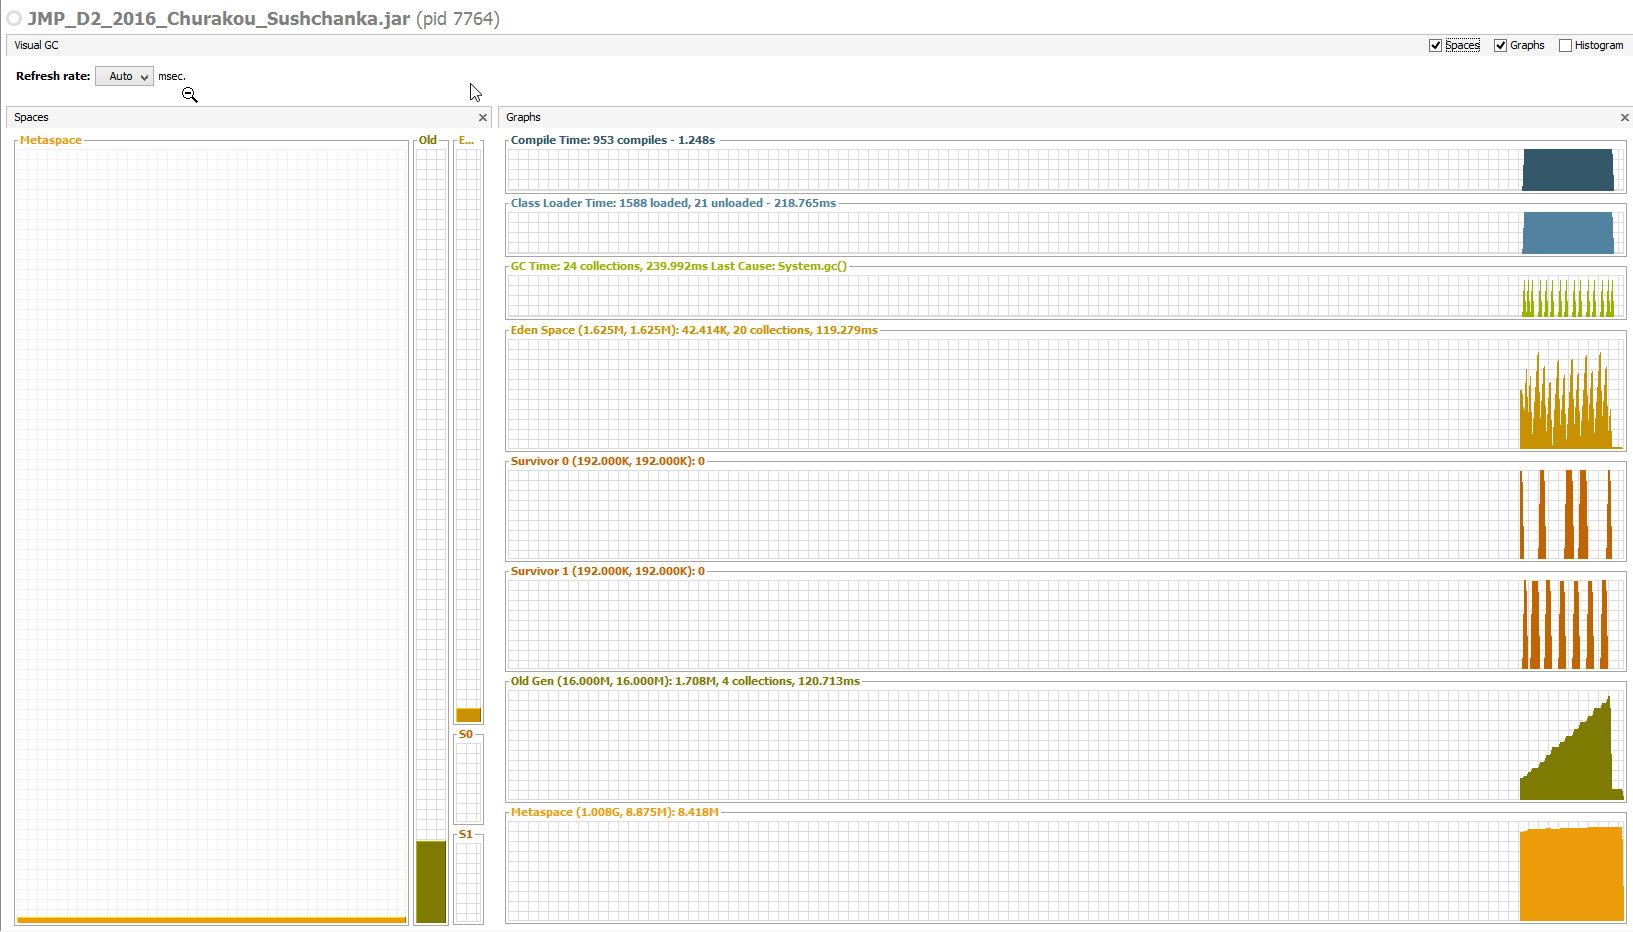 JMP_D2_2016_Churakou_Sushchanka.jar (pid 7764)
Visual GC
Spaces Graphs Histogram
Refresh rate: Auto msec.
Spaces
Graphs
Metaspace
Old
E...
S0
S1
Compile Time: 953 compiles - 1.248s
Class Loader Time: 1588 loaded, 21 unloaded - 218.765ms
GC Time: 24 collections, 239.992ms Last Cause: System.gc()
Eden Space (1.625M, 1.625M): 42.414K, 20 collections, 119.279ms
Survivor 0 (192.000K, 192.000K): 0
Survivor 1 (192.000K, 192.000K): 0
Old Gen (16.000M, 16.000M): 1.708M, 4 collections, 120.713ms
Metaspace (1.008G, 8.875M): 8.418M